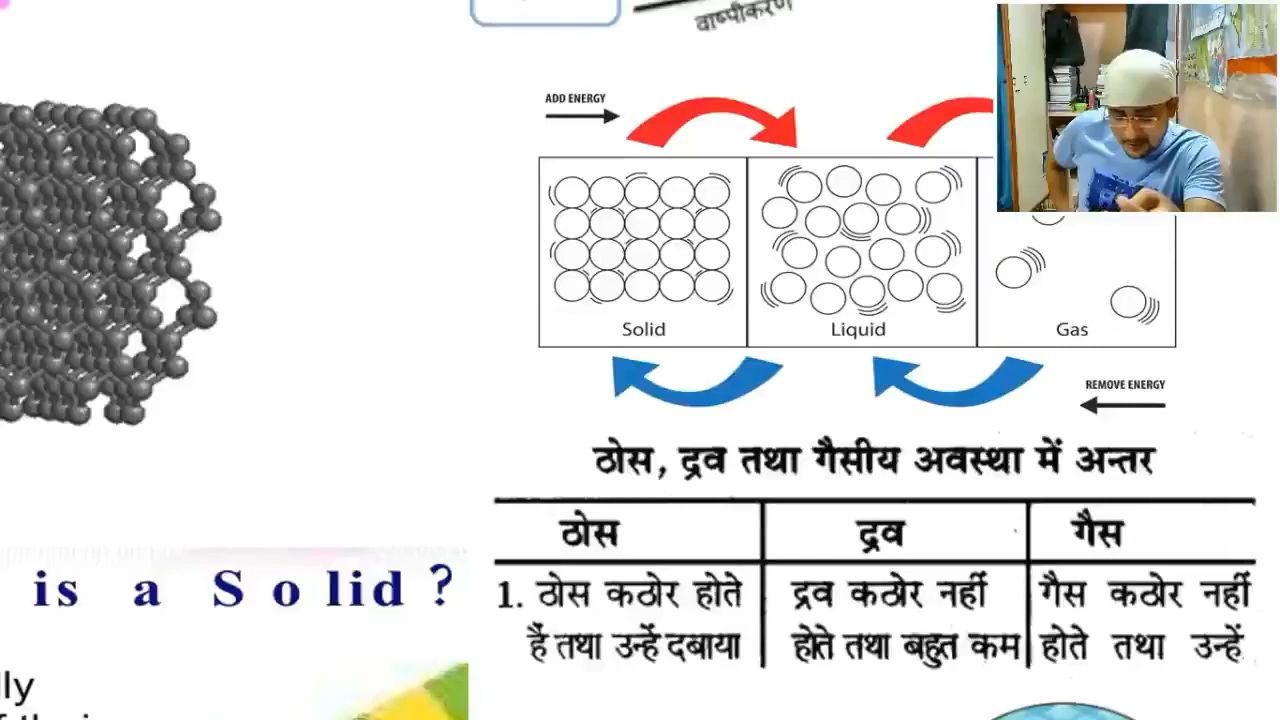 वाष्पीकरण
ADD ENERGY
Solid
Liquid
Gas
REMOVE ENERGY
ठोस, द्रव तथा गैसीय अवस्था में अन्तर
ठोस द्रव गैस
1. ठोस कठोर होते द्रव कठोर नहीं गैस कठोर नहीं
हैं तथा उन्हें दबाया होते तथा बहुत कम होते तथा उन्हें
is a Solid ?